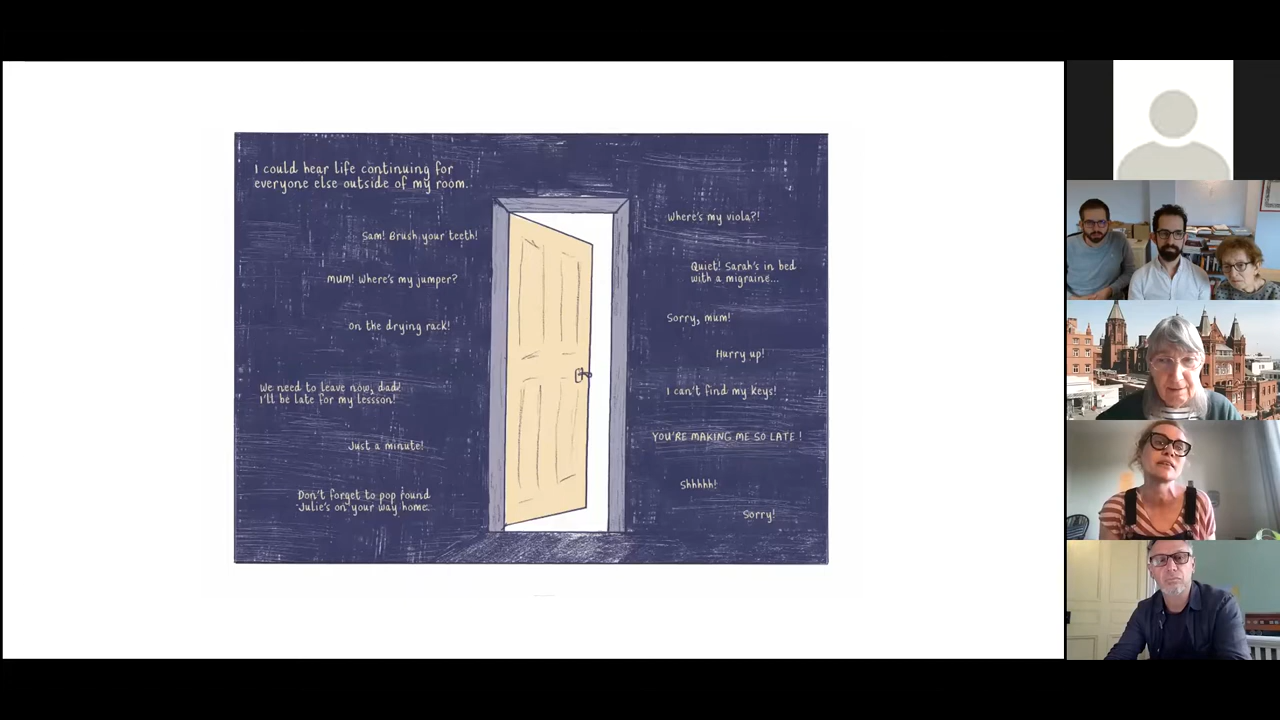 I could hear life continuing for
everyone else outside of my room.
Sam! Brush your teeth!
Mum! Where's my jumper?
On the drying rack!
We need to leave now, dad!
I'll be late for my lessson!
Just a minute!
Don't forget to pop round
Julie's on your way home.
Where's my viola?!
Quiet! Sarah's in bed
with a migraine...
Sorry, mum!
Hurry up!
I can't find my keys!
YOU'RE MAKING ME SO LATE !
Shhhhh!
Sorry!